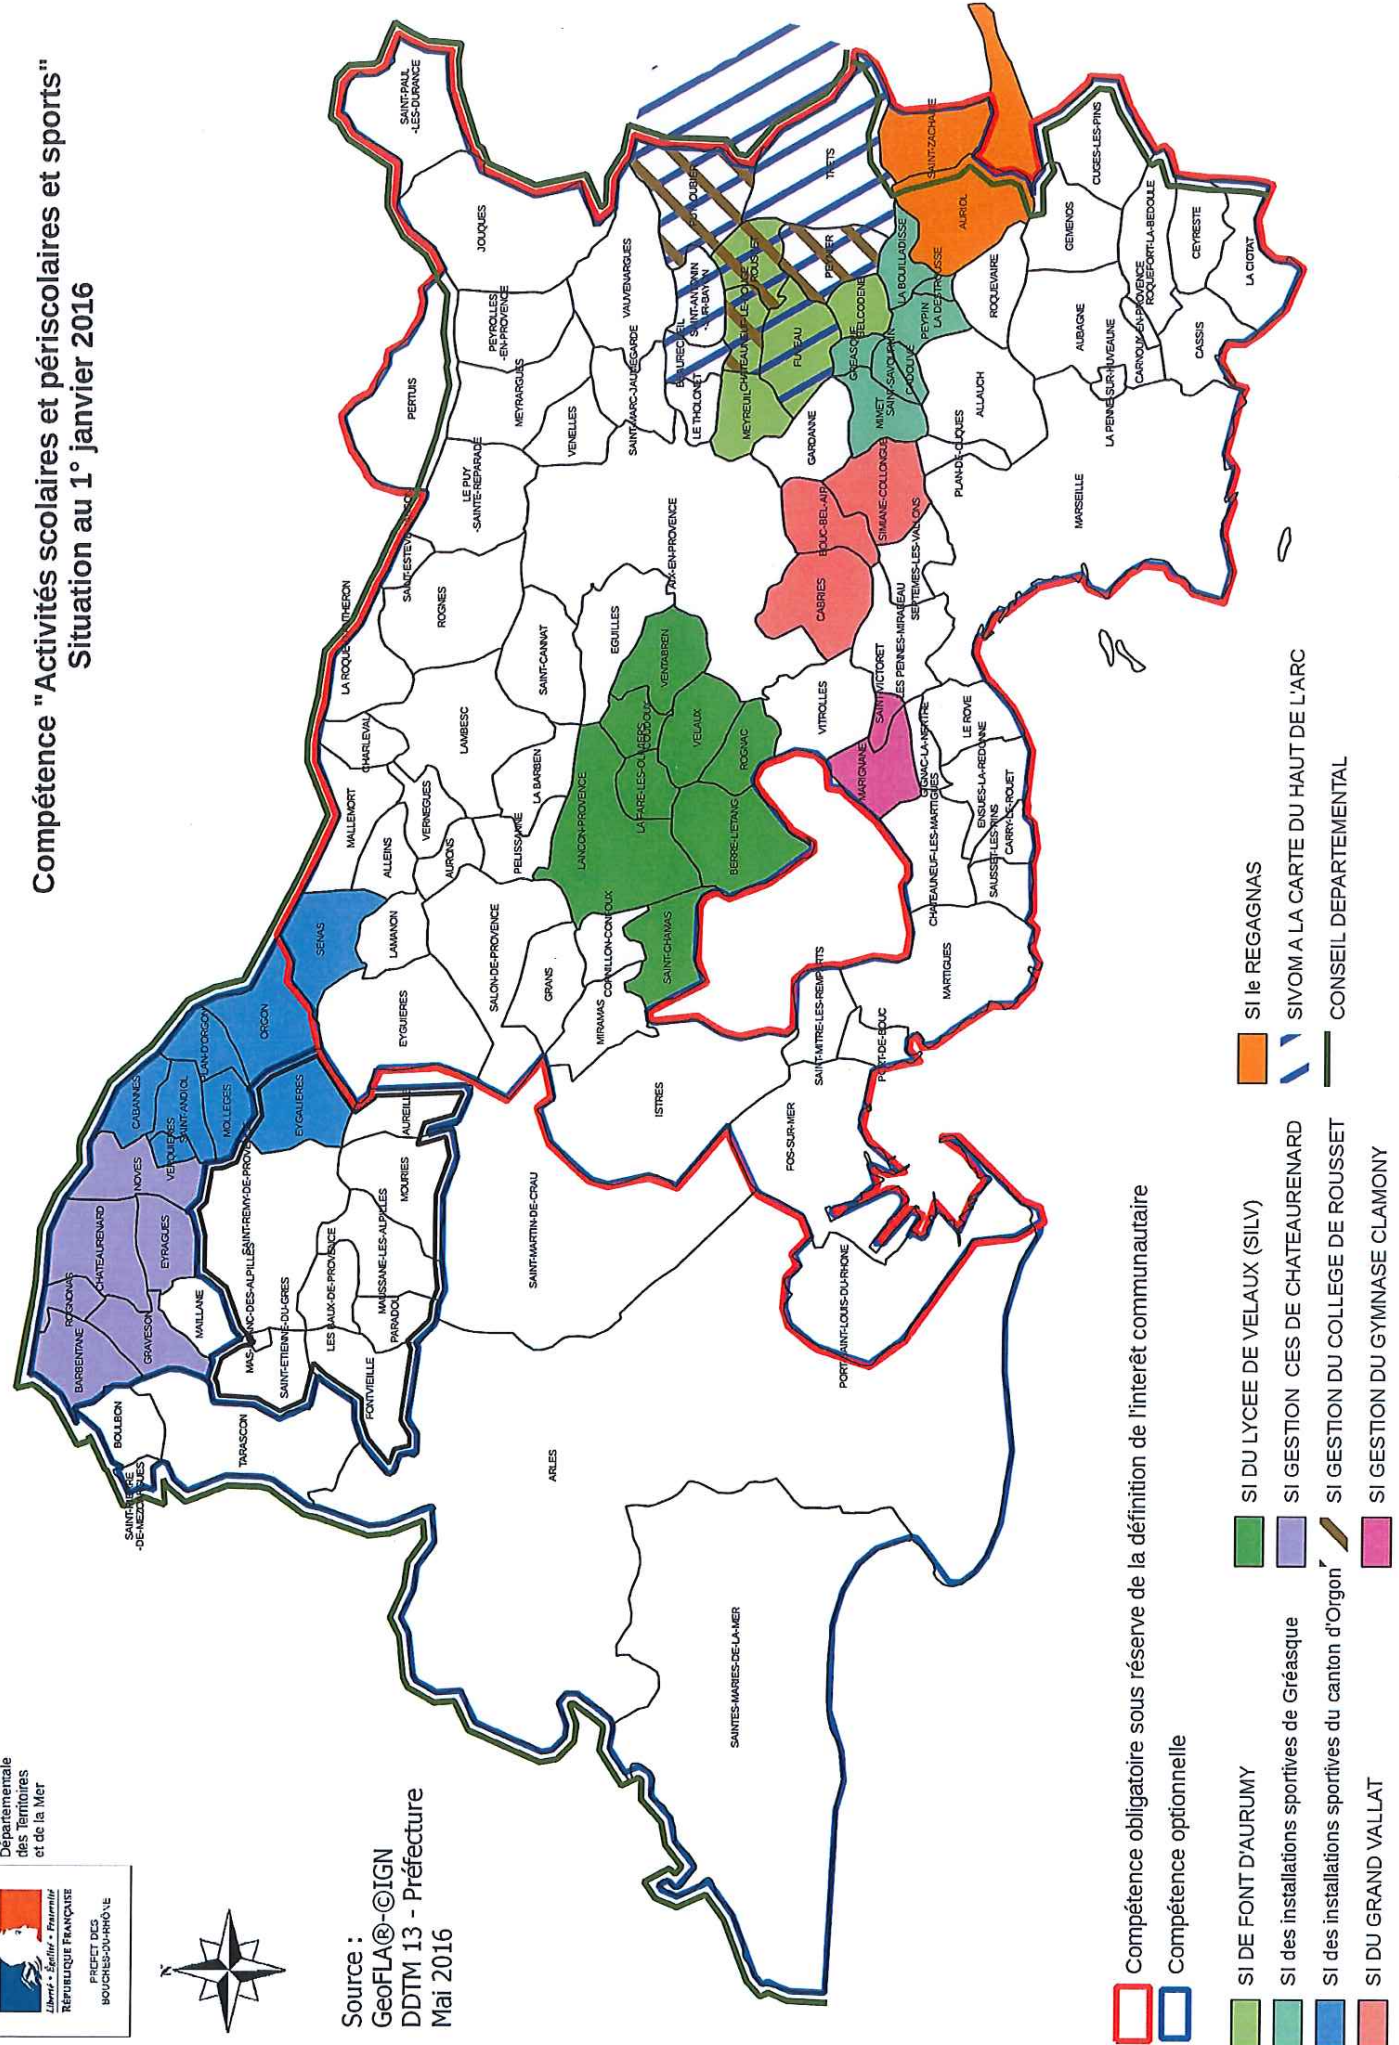 Compétence "Activités scolaires et périscolaires et sports"
Situation au 1° janvier 2016
Départementale
des Territoires
et de la Mer
Liberté • Égalité • Fraternité
RÉPUBLIQUE FRANÇAISE
PREFET DES
BOUCHES-DU-RHÔNE
N
Source :
GeoFLA®-©IGN
DDTM 13 - Préfecture
Mai 2016
SAINT-PAUL
-LES-DURANCE
JOUQUES
PERTUIS
PEYROLLES
-EN-PROVENCE
MEYRARGUES
VAUVENARGUES
LE PUY
-SAINTE-REPARADE
VENELLES
SAINT-MARC-JAUMEGARDE
BEAURECUEIL
SAINT-ANTONIN
-SUR-BAYON
LE THOLONET
TRETS
PEYNIER
MEYREUIL
CHATEAUNEUF-LE-ROUGE
ROUSSET
FUVEAU
BELCODENE
GREASQUE
LA BOUILLADISSE
PEYPIN
LA DESTROUSSE
SAINT-SAVOURNIN
CADOLIVE
MIMET
SAINT-ZACHARIE
AURIOL
ROQUEVAIRE
CUGES-LES-PINS
GEMENOS
ROQUEFORT-LA-BEDOULE
CEYRESTE
LA CIOTAT
AUBAGNE
CARNOUX-EN-PROVENCE
CASSIS
LA PENNE-SUR-HUVEAUNE
ALLAUCH
PLAN-DE-CUQUES
MARSEILLE
GARDANNE
SIMIANE-COLLONGUE
BOUC-BEL-AIR
CABRIES
SEPTEMES-LES-VALLONS
LES PENNES-MIRABEAU
SAINT-VICTORET
VITROLLES
MARIGNANE
GIGNAC-LA-NERTHE
LE ROVE
ENSUES-LA-REDONNE
CARRY-LE-ROUET
SAUSSET-LES-PINS
CHATEAUNEUF-LES-MARTIGUES
MARTIGUES
SAINT-MITRE-LES-REMPARTS
PORT-DE-BOUC
FOS-SUR-MER
ISTRES
AIX-EN-PROVENCE
EGUILLES
ROGNES
LA ROQUE
THERON
SAINT-CANNAT
LAMBESC
CHARLEVAL
VENTABREN
COUDOUX
VELAUX
ROGNAC
LA FARE-LES-OLIVIERS
LANCON-PROVENCE
BERRE-L'ETANG
SAINT-CHAMAS
LA BARBEN
PELISSANNE
VERNEGUES
AURONS
ALLEINS
MALLEMORT
SENAS
LAMANON
SALON-DE-PROVENCE
GRANS
CORNILLON-CONFOUX
MIRAMAS
EYGUIERES
ORGON
PLAN-D'ORGON
CABANNES
SAINT-ANDIOL
VERQUIERES
MOLLEGES
EYGALIERES
AUREILLE
NOVES
CHATEAURENARD
EYRAGUES
ROGNONAS
BARBENTANE
GRAVESON
MAILLANE
SAINT-REMY-DE-PROVENCE
MAS-BLANC-DES-ALPILLES
SAINT-ETIENNE-DU-GRES
LES BAUX-DE-PROVENCE
MAUSSANE-LES-ALPILLES
MOURIES
PARADOU
FONTVIEILLE
BOULBON
SAINT-PIERRE
-DE-MEZOARGUES
TARASCON
SAINT-MARTIN-DE-CRAU
ARLES
PORT-SAINT-LOUIS-DU-RHONE
SAINTES-MARIES-DE-LA-MER
Compétence obligatoire sous réserve de la définition de l'interêt communautaire
Compétence optionnelle
SI DE FONT D'AURUMY
SI des installations sportives de Gréasque
SI des installations sportives du canton d'Orgon
SI DU GRAND VALLAT
SI DU LYCEE DE VELAUX (SILV)
SI GESTION CES DE CHATEAURENARD
SI GESTION DU COLLEGE DE ROUSSET
SI GESTION DU GYMNASE CLAMONY
SI le REGAGNAS
SIVOM A LA CARTE DU HAUT DE L'ARC
CONSEIL DEPARTEMENTAL